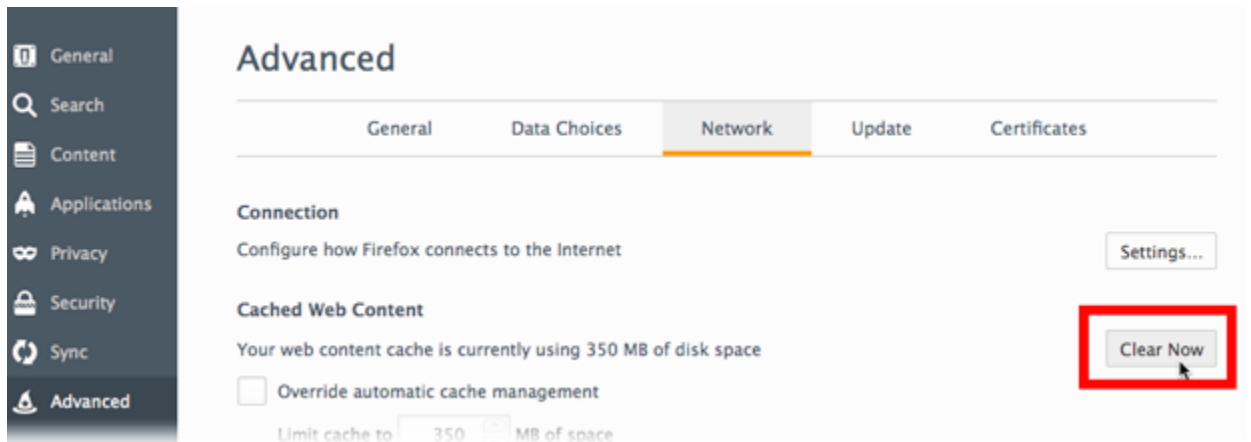 Advanced
General
Search
Content
Applications
Privacy
Security
Sync
Advanced
General Data Choices Network Update Certificates
Connection
Configure how Firefox connects to the Internet
Settings...
Cached Web Content
Your web content cache is currently using 350 MB of disk space
Clear Now
Override automatic cache management
Limit cache to 350 MB of space